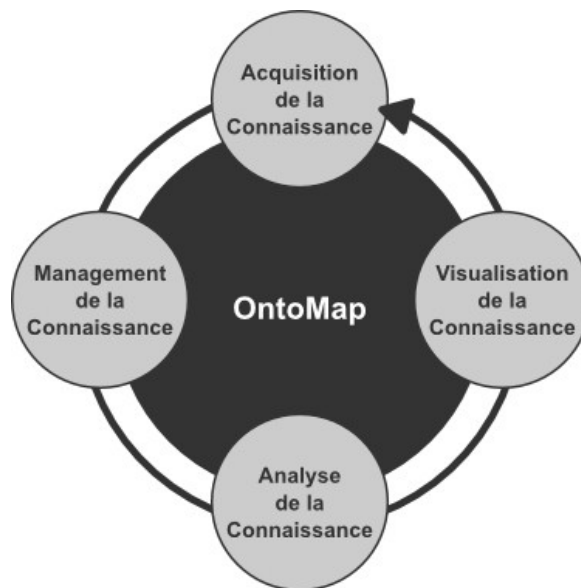 Acquisition
de la
Connaissance
Management
de la
Connaissance
OntoMap
Visualisation
de la
Connaissance
Analyse
de la
Connaissance